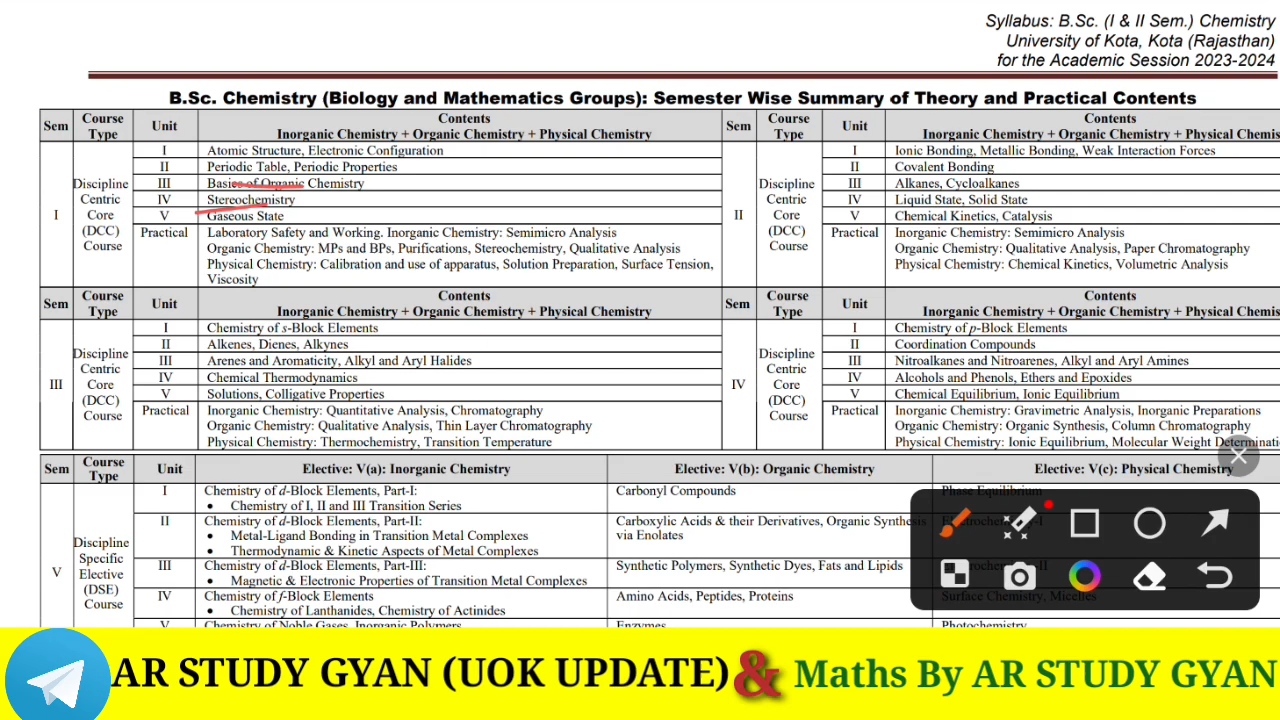 Syllabus: B.Sc. (I & II Sem.) Chemistry
University of Kota, Kota (Rajasthan)
for the Academic Session 2023-2024
B.Sc. Chemistry (Biology and Mathematics Groups): Semester Wise Summary of Theory and Practical Contents
Sem Course Type Unit Contents
Inorganic Chemistry + Organic Chemistry + Physical Chemistry
I Discipline Centric Core (DCC) Course
I Atomic Structure, Electronic Configuration
II Periodic Table, Periodic Properties
III Basics of Organic Chemistry
IV Stereochemistry
V Gaseous State
Practical Laboratory Safety and Working. Inorganic Chemistry: Semimicro Analysis
Organic Chemistry: MPs and BPs, Purifications, Stereochemistry, Qualitative Analysis
Physical Chemistry: Calibration and use of apparatus, Solution Preparation, Surface Tension,
Viscosity
Sem Course Type Unit Contents
Inorganic Chemistry + Organic Chemistry + Physical Chemis
II Discipline Centric Core (DCC) Course
I Ionic Bonding, Metallic Bonding, Weak Interaction Forces
II Covalent Bonding
III Alkanes, Cycloalkanes
IV Liquid State, Solid State
V Chemical Kinetics, Catalysis
Practical Inorganic Chemistry: Semimicro Analysis
Organic Chemistry: Qualitative Analysis, Paper Chromatography
Physical Chemistry: Chemical Kinetics, Volumetric Analysis
Sem Course Type Unit Contents
Inorganic Chemistry + Organic Chemistry + Physical Chemistry
III Discipline Centric Core (DCC) Course
I Chemistry of s-Block Elements
II Alkenes, Dienes, Alkynes
III Arenes and Aromaticity, Alkyl and Aryl Halides
IV Chemical Thermodynamics
V Solutions, Colligative Properties
Practical Inorganic Chemistry: Quantitative Analysis, Chromatography
Organic Chemistry: Qualitative Analysis, Thin Layer Chromatography
Physical Chemistry: Thermochemistry, Transition Temperature
Sem Course Type Unit Contents
Inorganic Chemistry + Organic Chemistry + Physical Chemis
IV Discipline Centric Core (DCC) Course
I Chemistry of p-Block Elements
II Coordination Compounds
III Nitroalkanes and Nitroarenes, Alkyl and Aryl Amines
IV Alcohols and Phenols, Ethers and Epoxides
V Chemical Equilibrium, Ionic Equilibrium
Practical Inorganic Chemistry: Gravimetric Analysis, Inorganic Preparations
Organic Chemistry: Organic Synthesis, Column Chromatography
Physical Chemistry: Ionic Equilibrium, Molecular Weight Determinati
Sem Course Type Unit Elective: V(a): Inorganic Chemistry Elective: V(b): Organic Chemistry Elective: V(c): Physical Chemistry
V Discipline Specific Elective (DSE) Course
I Chemistry of d-Block Elements, Part-I: Carbonyl Compounds Phase Equilibrium
• Chemistry of I, II and III Transition Series
II Chemistry of d-Block Elements, Part-II: Carboxylic Acids & their Derivatives, Organic Synthesis
• Metal-Ligand Bonding in Transition Metal Complexes via Enolates
• Thermodynamic & Kinetic Aspects of Metal Complexes
III Chemistry of d-Block Elements, Part-III: Synthetic Polymers, Synthetic Dyes, Fats and Lipids
• Magnetic & Electronic Properties of Transition Metal Complexes
IV Chemistry of f-Block Elements Amino Acids, Peptides, Proteins Surface Chemistry, Micelles
• Chemistry of Lanthanides, Chemistry of Actinides
V Chemistry of Noble Gases, Inorganic Polymers Enzymes Photochemistry
AR STUDY GYAN (UOK UPDATE) & Maths By AR STUDY GYAN